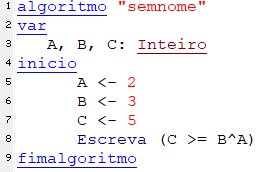 1 algoritmo "semnome"
2 var
3 A, B, C: Inteiro
4 inicio
5 A <- 2
6 B <- 3
7 C <- 5
8 Escreva (C >= B^A)
9 fimalgoritmo